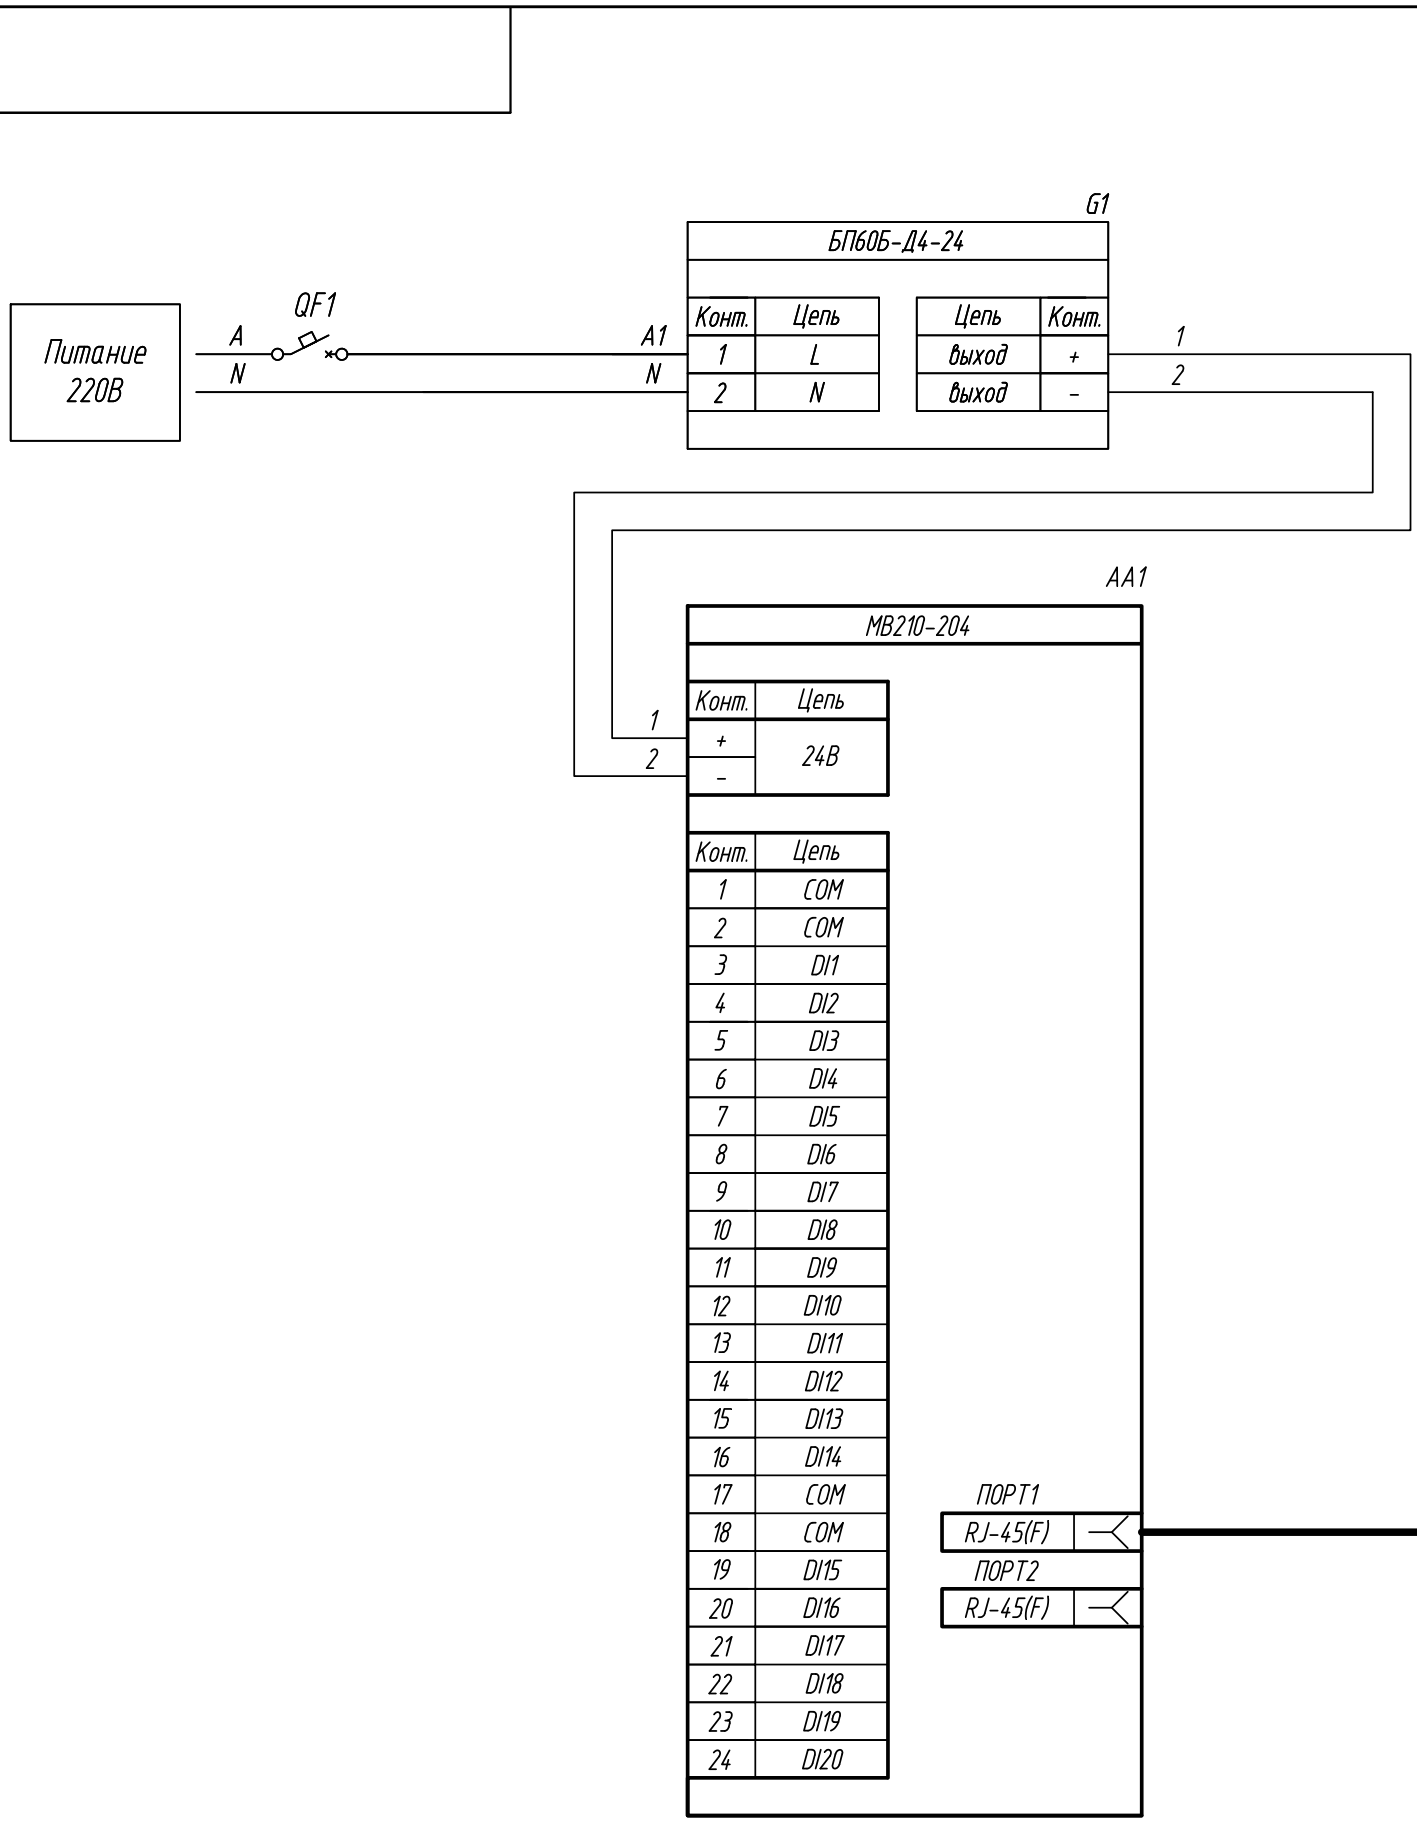 G1
БП60Б-Д4-24
QF1
Питание
220В
A
N
A1
N
Конт. Цепь Цепь Конт.
1 L выход +
2 N выход -
1
2
AA1
МВ210-204
Конт. Цепь
1
2
+
-
24В
Конт. Цепь
1 COM
2 COM
3 DI1
4 DI2
5 DI3
6 DI4
7 DI5
8 DI6
9 DI7
10 DI8
11 DI9
12 DI10
13 DI11
14 DI12
15 DI13
16 DI14
17 COM
18 COM
19 DI15
20 DI16
21 DI17
22 DI18
23 DI19
24 DI20
ПОРТ1
RJ-45(F)
ПОРТ2
RJ-45(F)